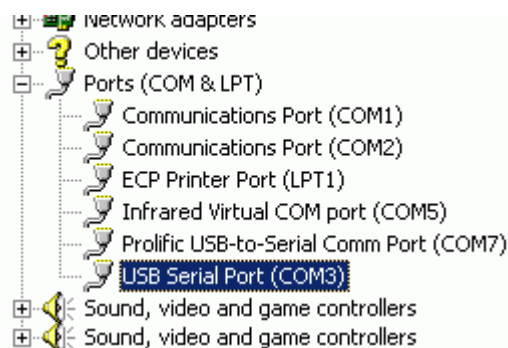 Network adapters
Other devices
Ports (COM & LPT)
Communications Port (COM1)
Communications Port (COM2)
ECP Printer Port (LPT1)
Infrared Virtual COM port (COM5)
Prolific USB-to-Serial Comm Port (COM7)
USB Serial Port (COM3)
Sound, video and game controllers
Sound, video and game controllers